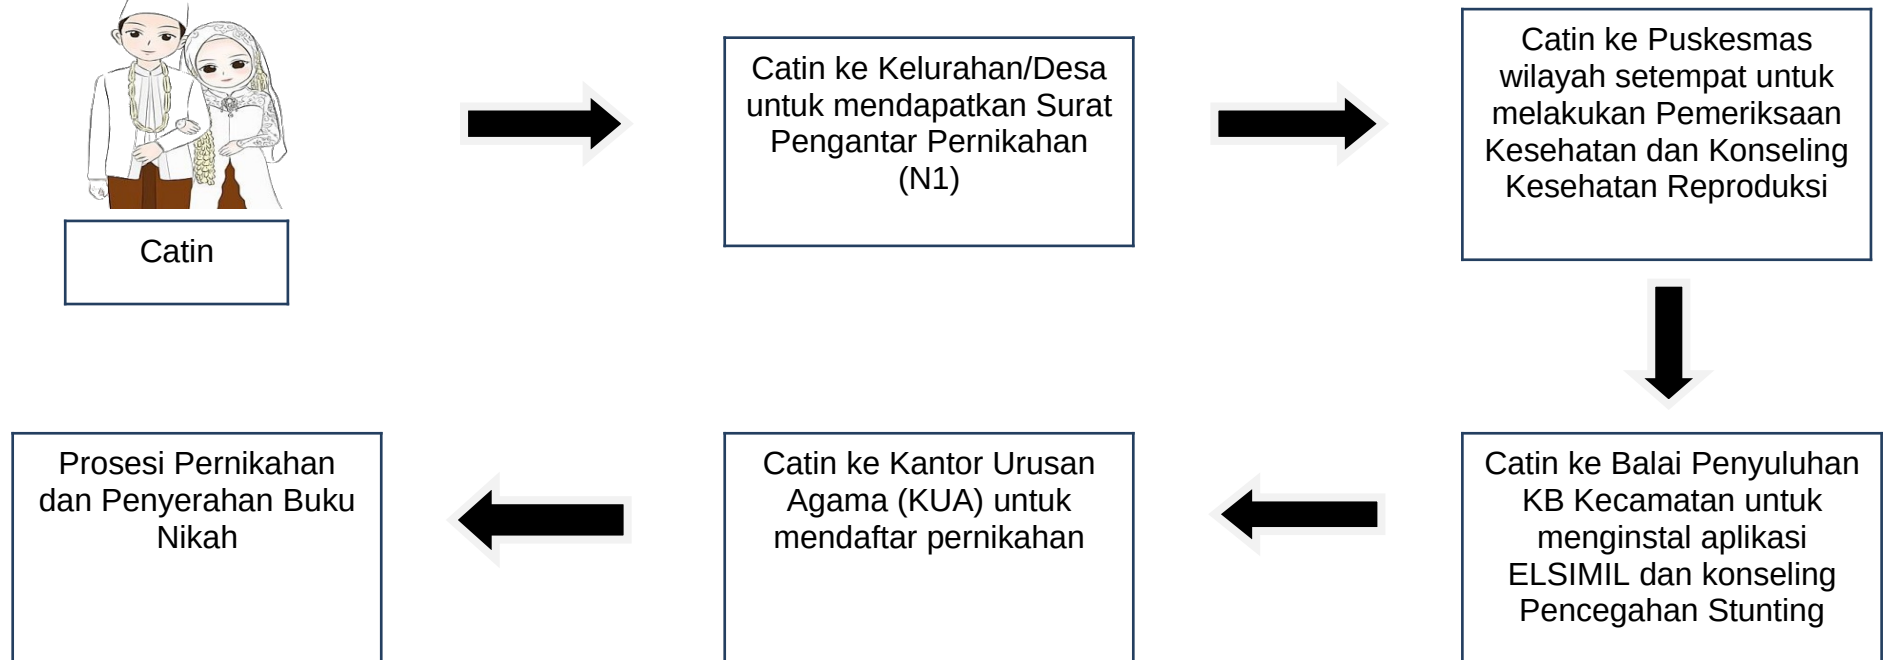 Catin
Catin ke Kelurahan/Desa
untuk mendapatkan Surat
Pengantar Pernikahan
(N1)
Catin ke Puskesmas
wilayah setempat untuk
melakukan Pemeriksaan
Kesehatan dan Konseling
Kesehatan Reproduksi
Catin ke Balai Penyuluhan
KB Kecamatan untuk
menginstal aplikasi
ELSIMIL dan konseling
Pencegahan Stunting
Catin ke Kantor Urusan
Agama (KUA) untuk
mendaftar pernikahan
Prosesi Pernikahan
dan Penyerahan Buku
Nikah